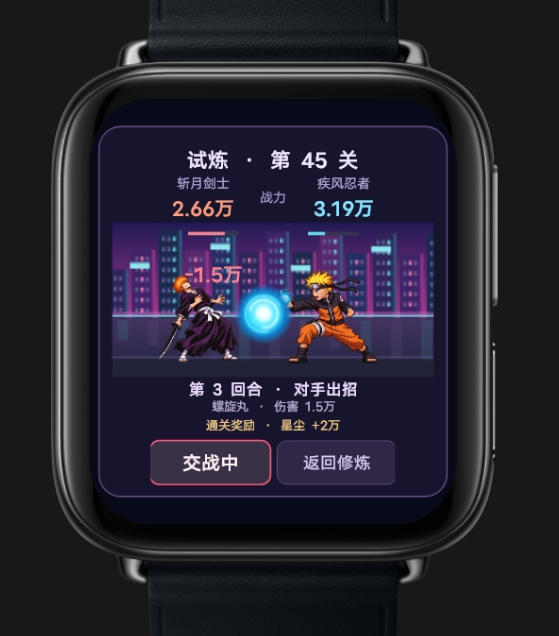 试炼 · 第 45 关
斩月剑士 疾风忍者
战力
2.66万 3.19万
-1.5万
第 3 回合 · 对手出招
螺旋丸 · 伤害 1.5万
通关奖励 · 星尘 +2万
交战中 返回修炼